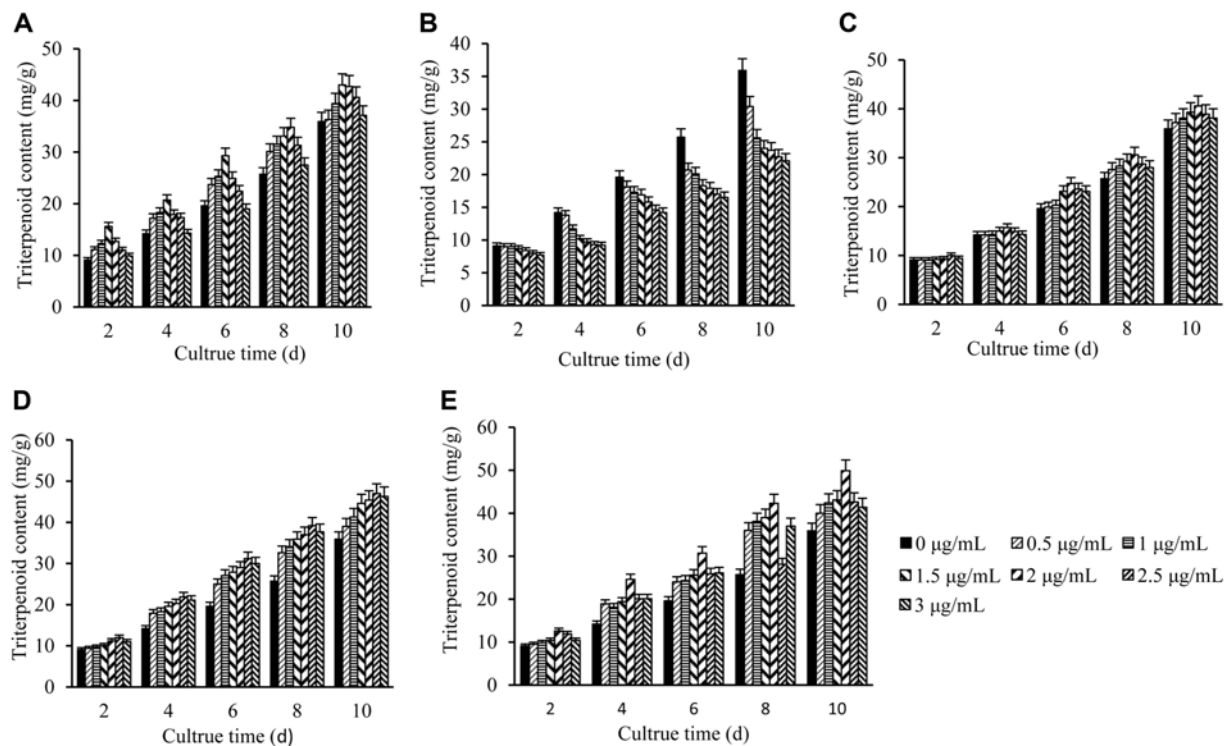 A
Triterpenoid content (mg/g)
50
40
30
20
10
0
2 4 6 8 10
Cultrue time (d)
B
Triterpenoid content (mg/g)
40
35
30
25
20
15
10
5
0
2 4 6 8 10
Cultrue time (d)
C
Triterpenoid content (mg/g)
50
40
30
20
10
0
2 4 6 8 10
Cultrue time (d)
D
Triterpenoid content (mg/g)
60
50
40
30
20
10
0
2 4 6 8 10
Cultrue time (d)
E
Triterpenoid content (mg/g)
60
50
40
30
20
10
0
2 4 6 8 10
Cultrue time (d)
0 μg/mL 0.5 μg/mL 1 μg/mL
1.5 μg/mL 2 μg/mL 2.5 μg/mL
3 μg/mL